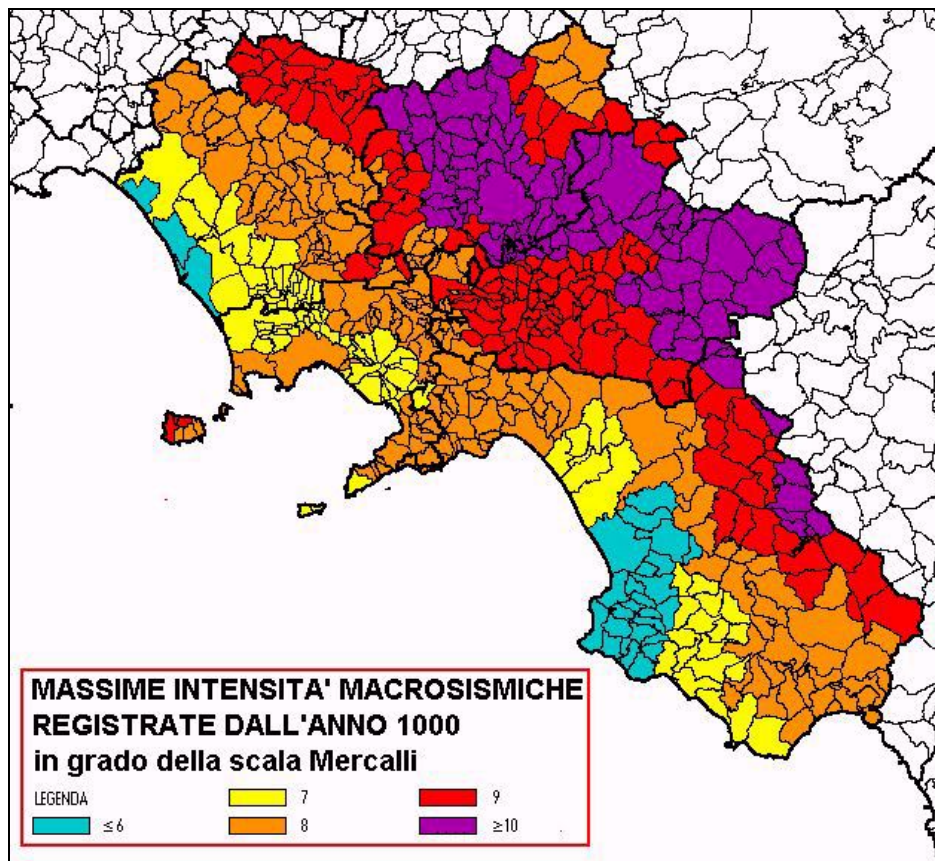 MASSIME INTENSITA' MACROSISMICHE
REGISTRATE DALL'ANNO 1000
in grado della scala Mercalli
LEGENDA
≤6
7
8
9
≥10